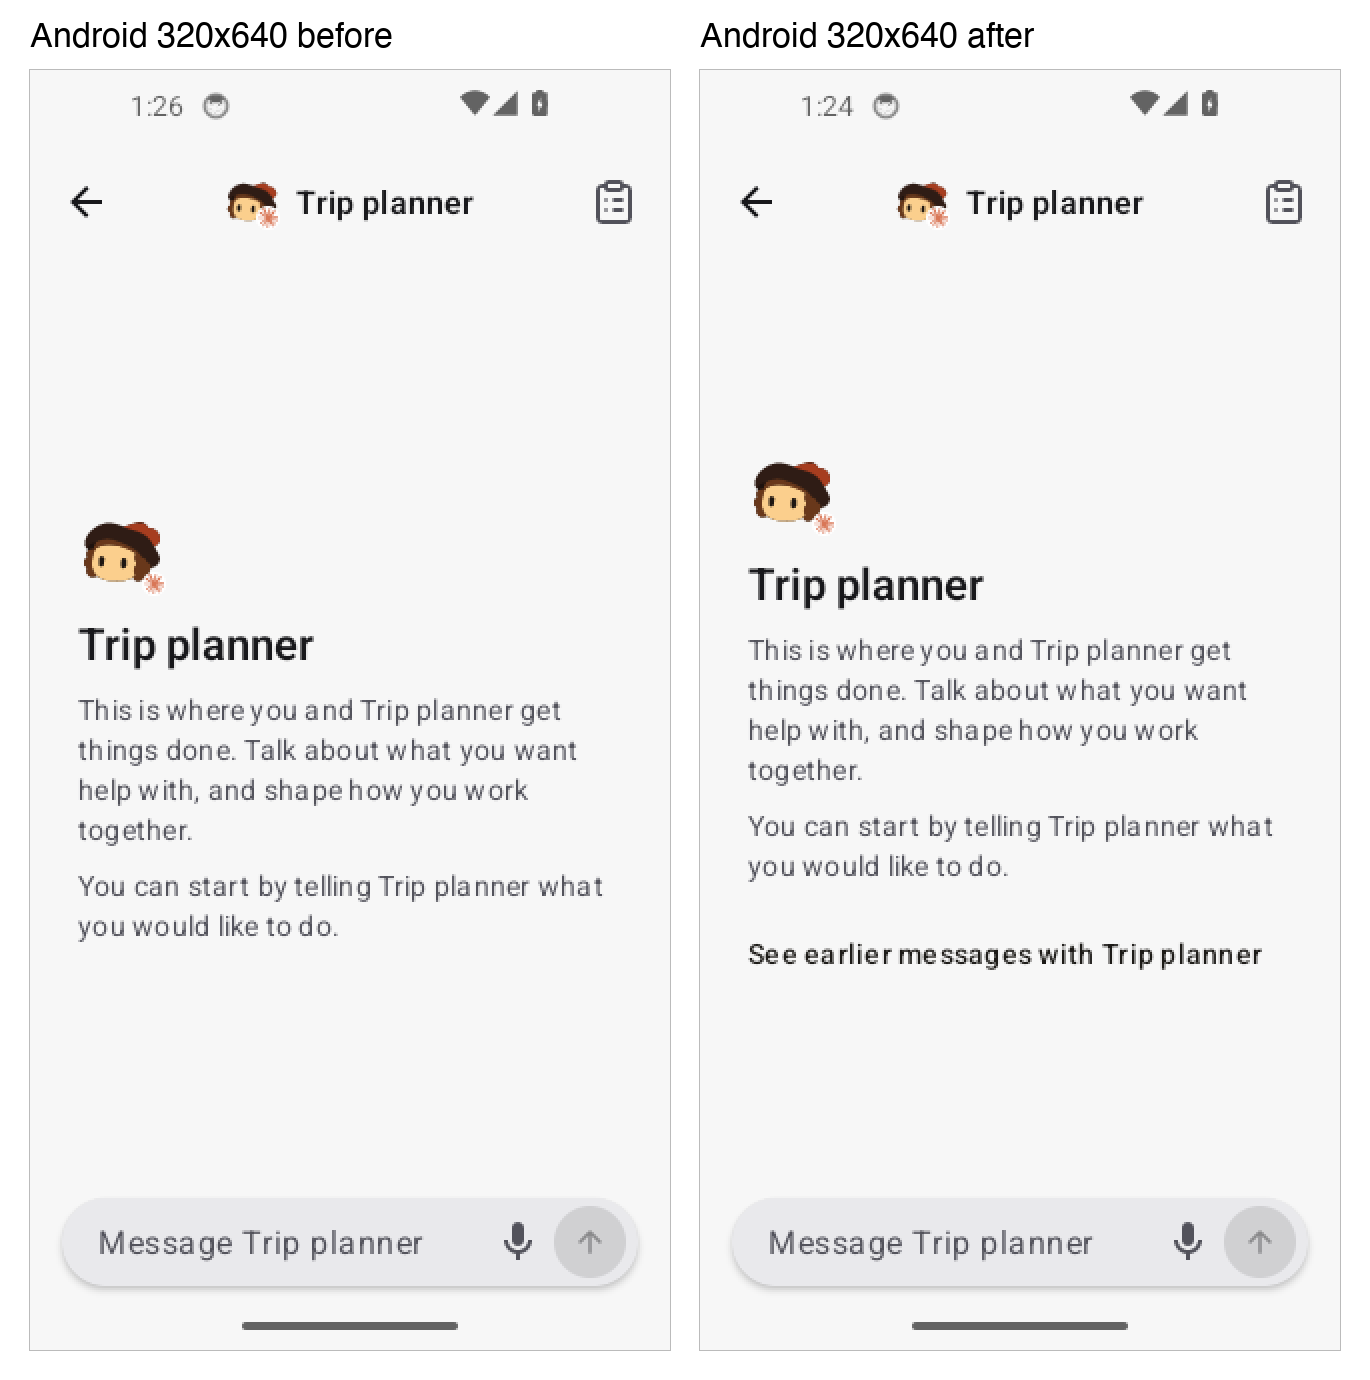 Android 320x640 before
1:26
Trip planner
Trip planner
This is where you and Trip planner get
things done. Talk about what you want
help with, and shape how you work
together.
You can start by telling Trip planner what
you would like to do.
Message Trip planner
Android 320x640 after
1:24
Trip planner
Trip planner
This is where you and Trip planner get
things done. Talk about what you want
help with, and shape how you work
together.
You can start by telling Trip planner what
you would like to do.
See earlier messages with Trip planner
Message Trip planner